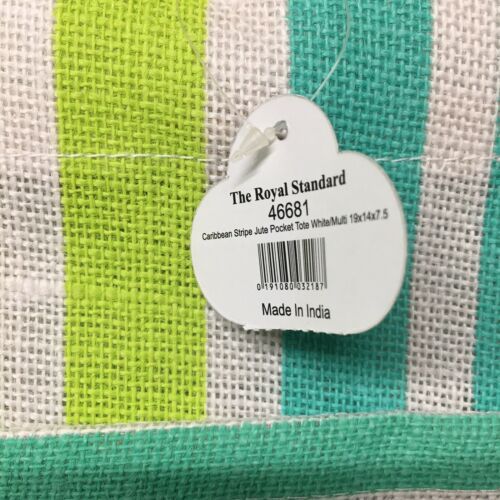 The Royal Standard
46681
Caribbean Stripe Jute Pocket Tote White/Multi 19x14x7.5
0 191080 032187
Made In India